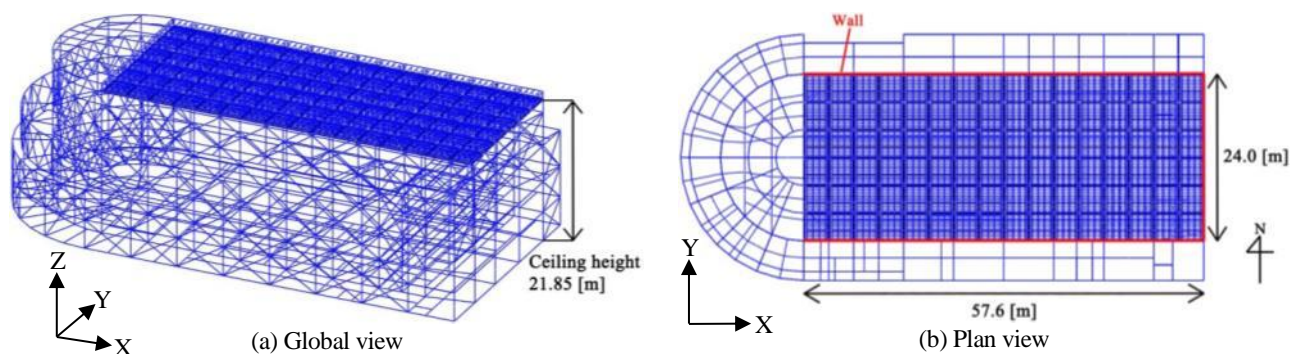 Ceiling height
21.85 [m]
Z
Y
X
(a) Global view
Wall
24.0 [m]
N
57.6 [m]
Y
X
(b) Plan view